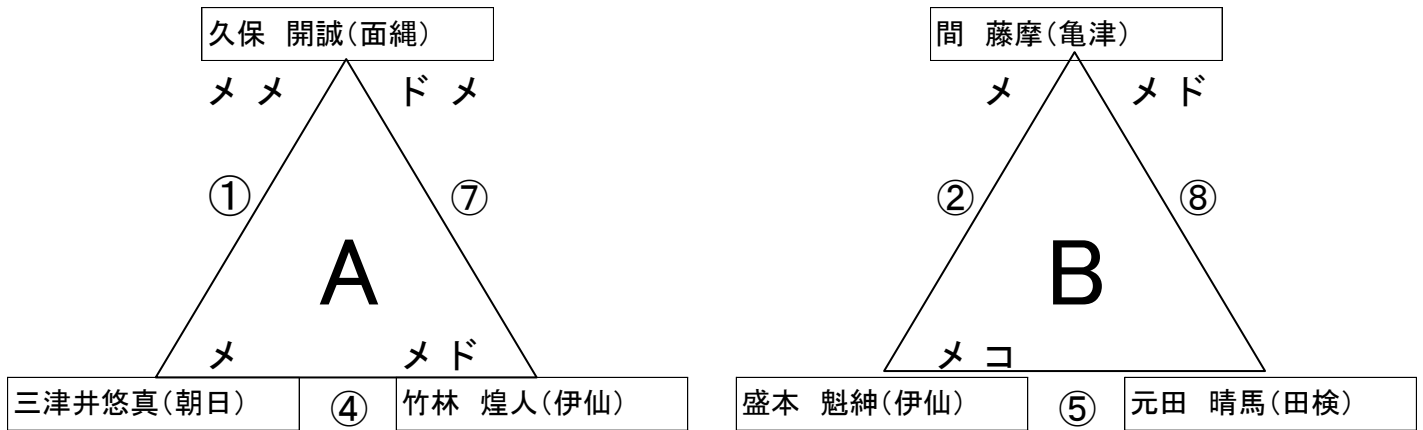 久保 開誠(面縄)
間 藤摩(亀津)
メメ ドメ
メ メド
① ⑦
② ⑧
A
B
メ メド
メコ
三津井悠真(朝日) ④ 竹林 煌人(伊仙)
盛本 魁紳(伊仙) ⑤ 元田 晴馬(田検)